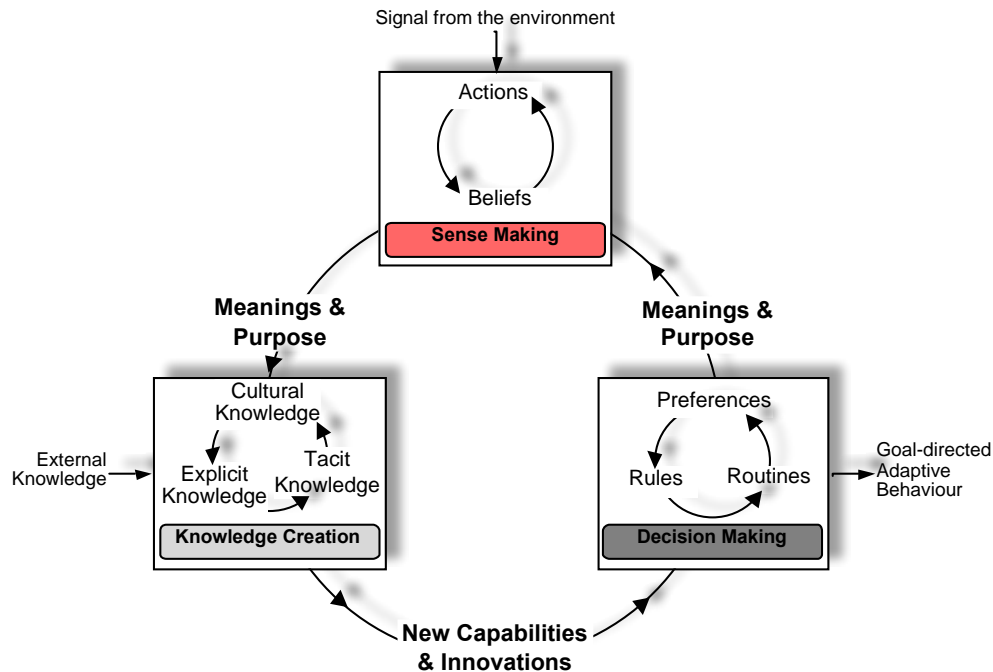 Signal from the environment
Actions
Beliefs
Sense Making
Meanings &
Purpose
Meanings &
Purpose
Cultural
Knowledge
Explicit
Knowledge
Tacit
Knowledge
Knowledge Creation
External
Knowledge
Preferences
Rules
Routines
Decision Making
Goal-directed
Adaptive
Behaviour
New Capabilities
& Innovations